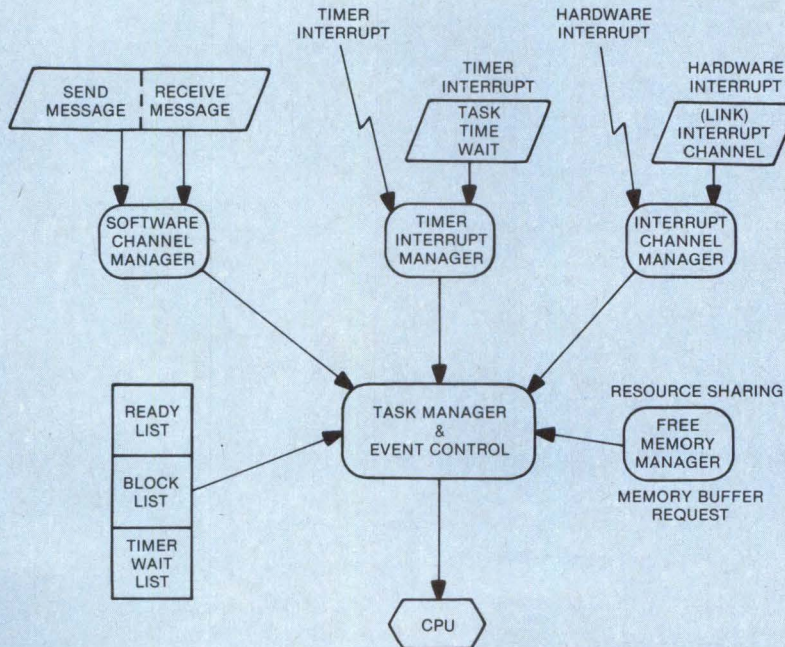 TIMER
INTERRUPT
HARDWARE
INTERRUPT
SEND
MESSAGE
RECEIVE
MESSAGE
TIMER
INTERRUPT
TASK
TIME
WAIT
HARDWARE
INTERRUPT
(LINK)
INTERRUPT
CHANNEL
SOFTWARE
CHANNEL
MANAGER
TIMER
INTERRUPT
MANAGER
INTERRUPT
CHANNEL
MANAGER
READY
LIST
BLOCK
LIST
TIMER
WAIT
LIST
TASK MANAGER
&
EVENT CONTROL
RESOURCE SHARING
FREE
MEMORY
MANAGER
MEMORY BUFFER
REQUEST
CPU